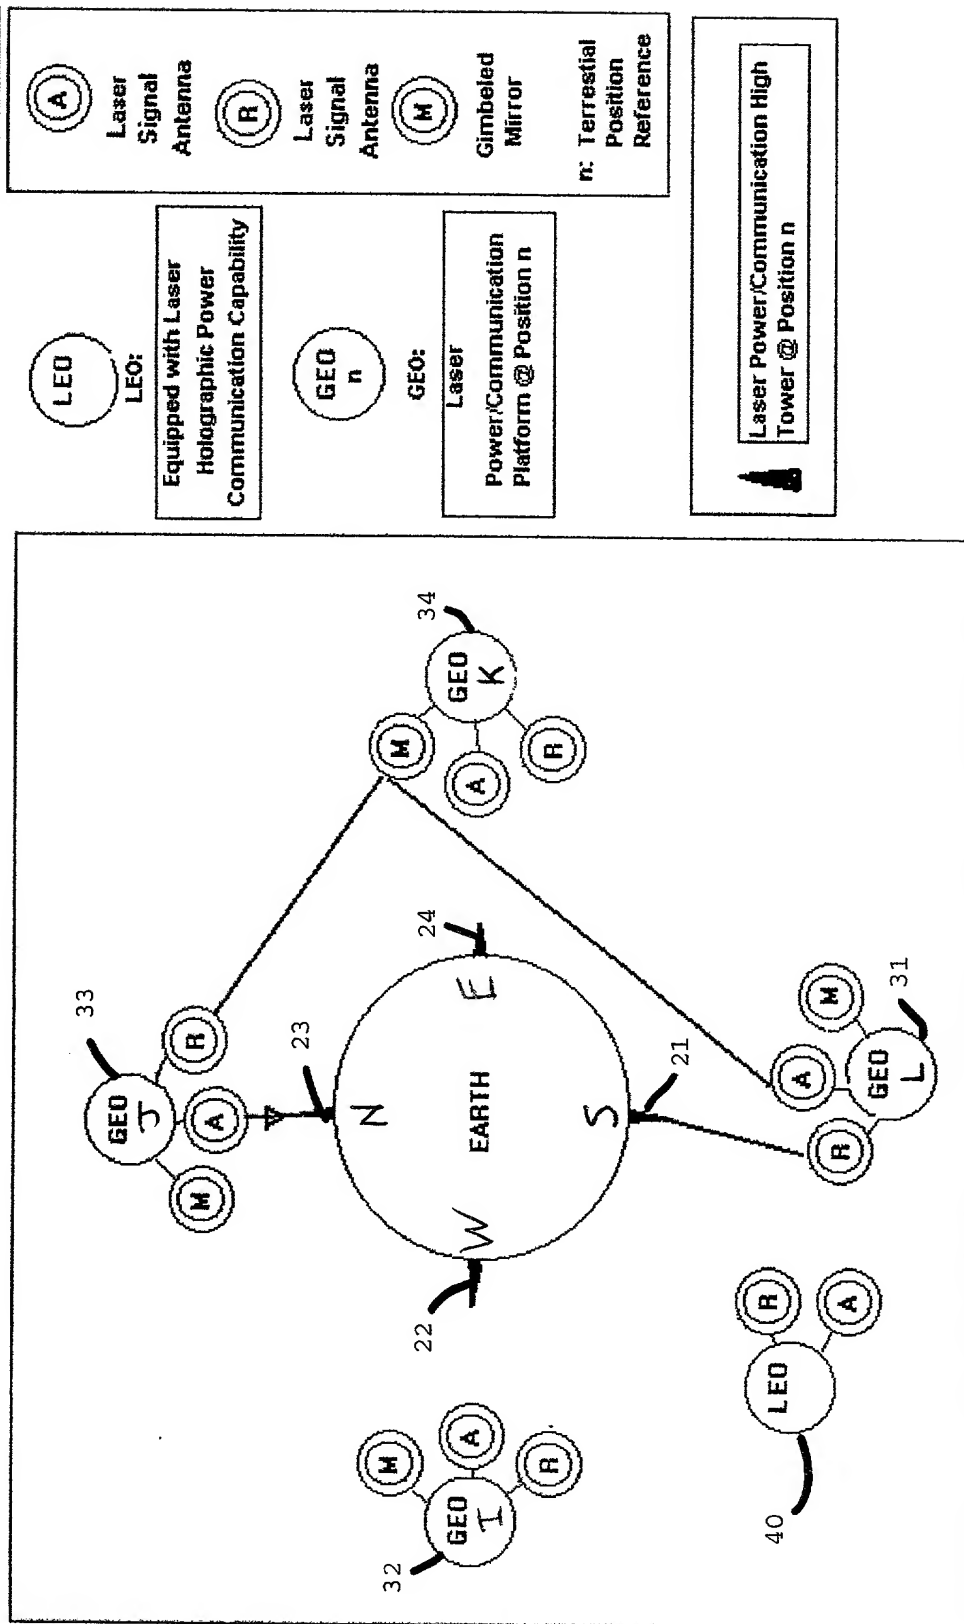 33
GEO
J
M
A
R
23
N
32
GEO
I
M
A
R
22
W
EARTH
E
24
34
GEO
K
M
A
R
S
21
40
LEO
R
A
R
A
M
GEO
L
31
LEO
LEO:
Equipped with Laser
Holographic Power
Communication Capability
GEO
n
GEO:
Laser
Power/Communication
Platform @ Position n
A
Laser
Signal
Antenna
R
Laser
Signal
Antenna
M
Gimbeled
Mirror
n: Terrestial
Position
Reference
Laser Power/Communication High
Tower @ Position n